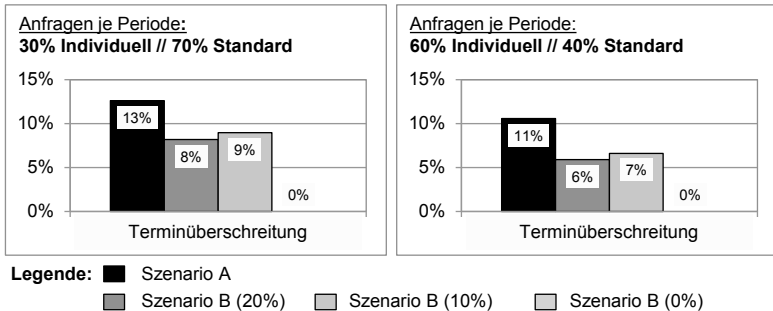 Anfragen je Periode:
30% Individuell // 70% Standard
15%
10%
5%
0%
13%
8%
9%
0%
Terminüberschreitung
Anfragen je Periode:
60% Individuell // 40% Standard
15%
10%
5%
0%
11%
6%
7%
0%
Terminüberschreitung
Legende: Szenario A
Szenario B (20%) Szenario B (10%) Szenario B (0%)